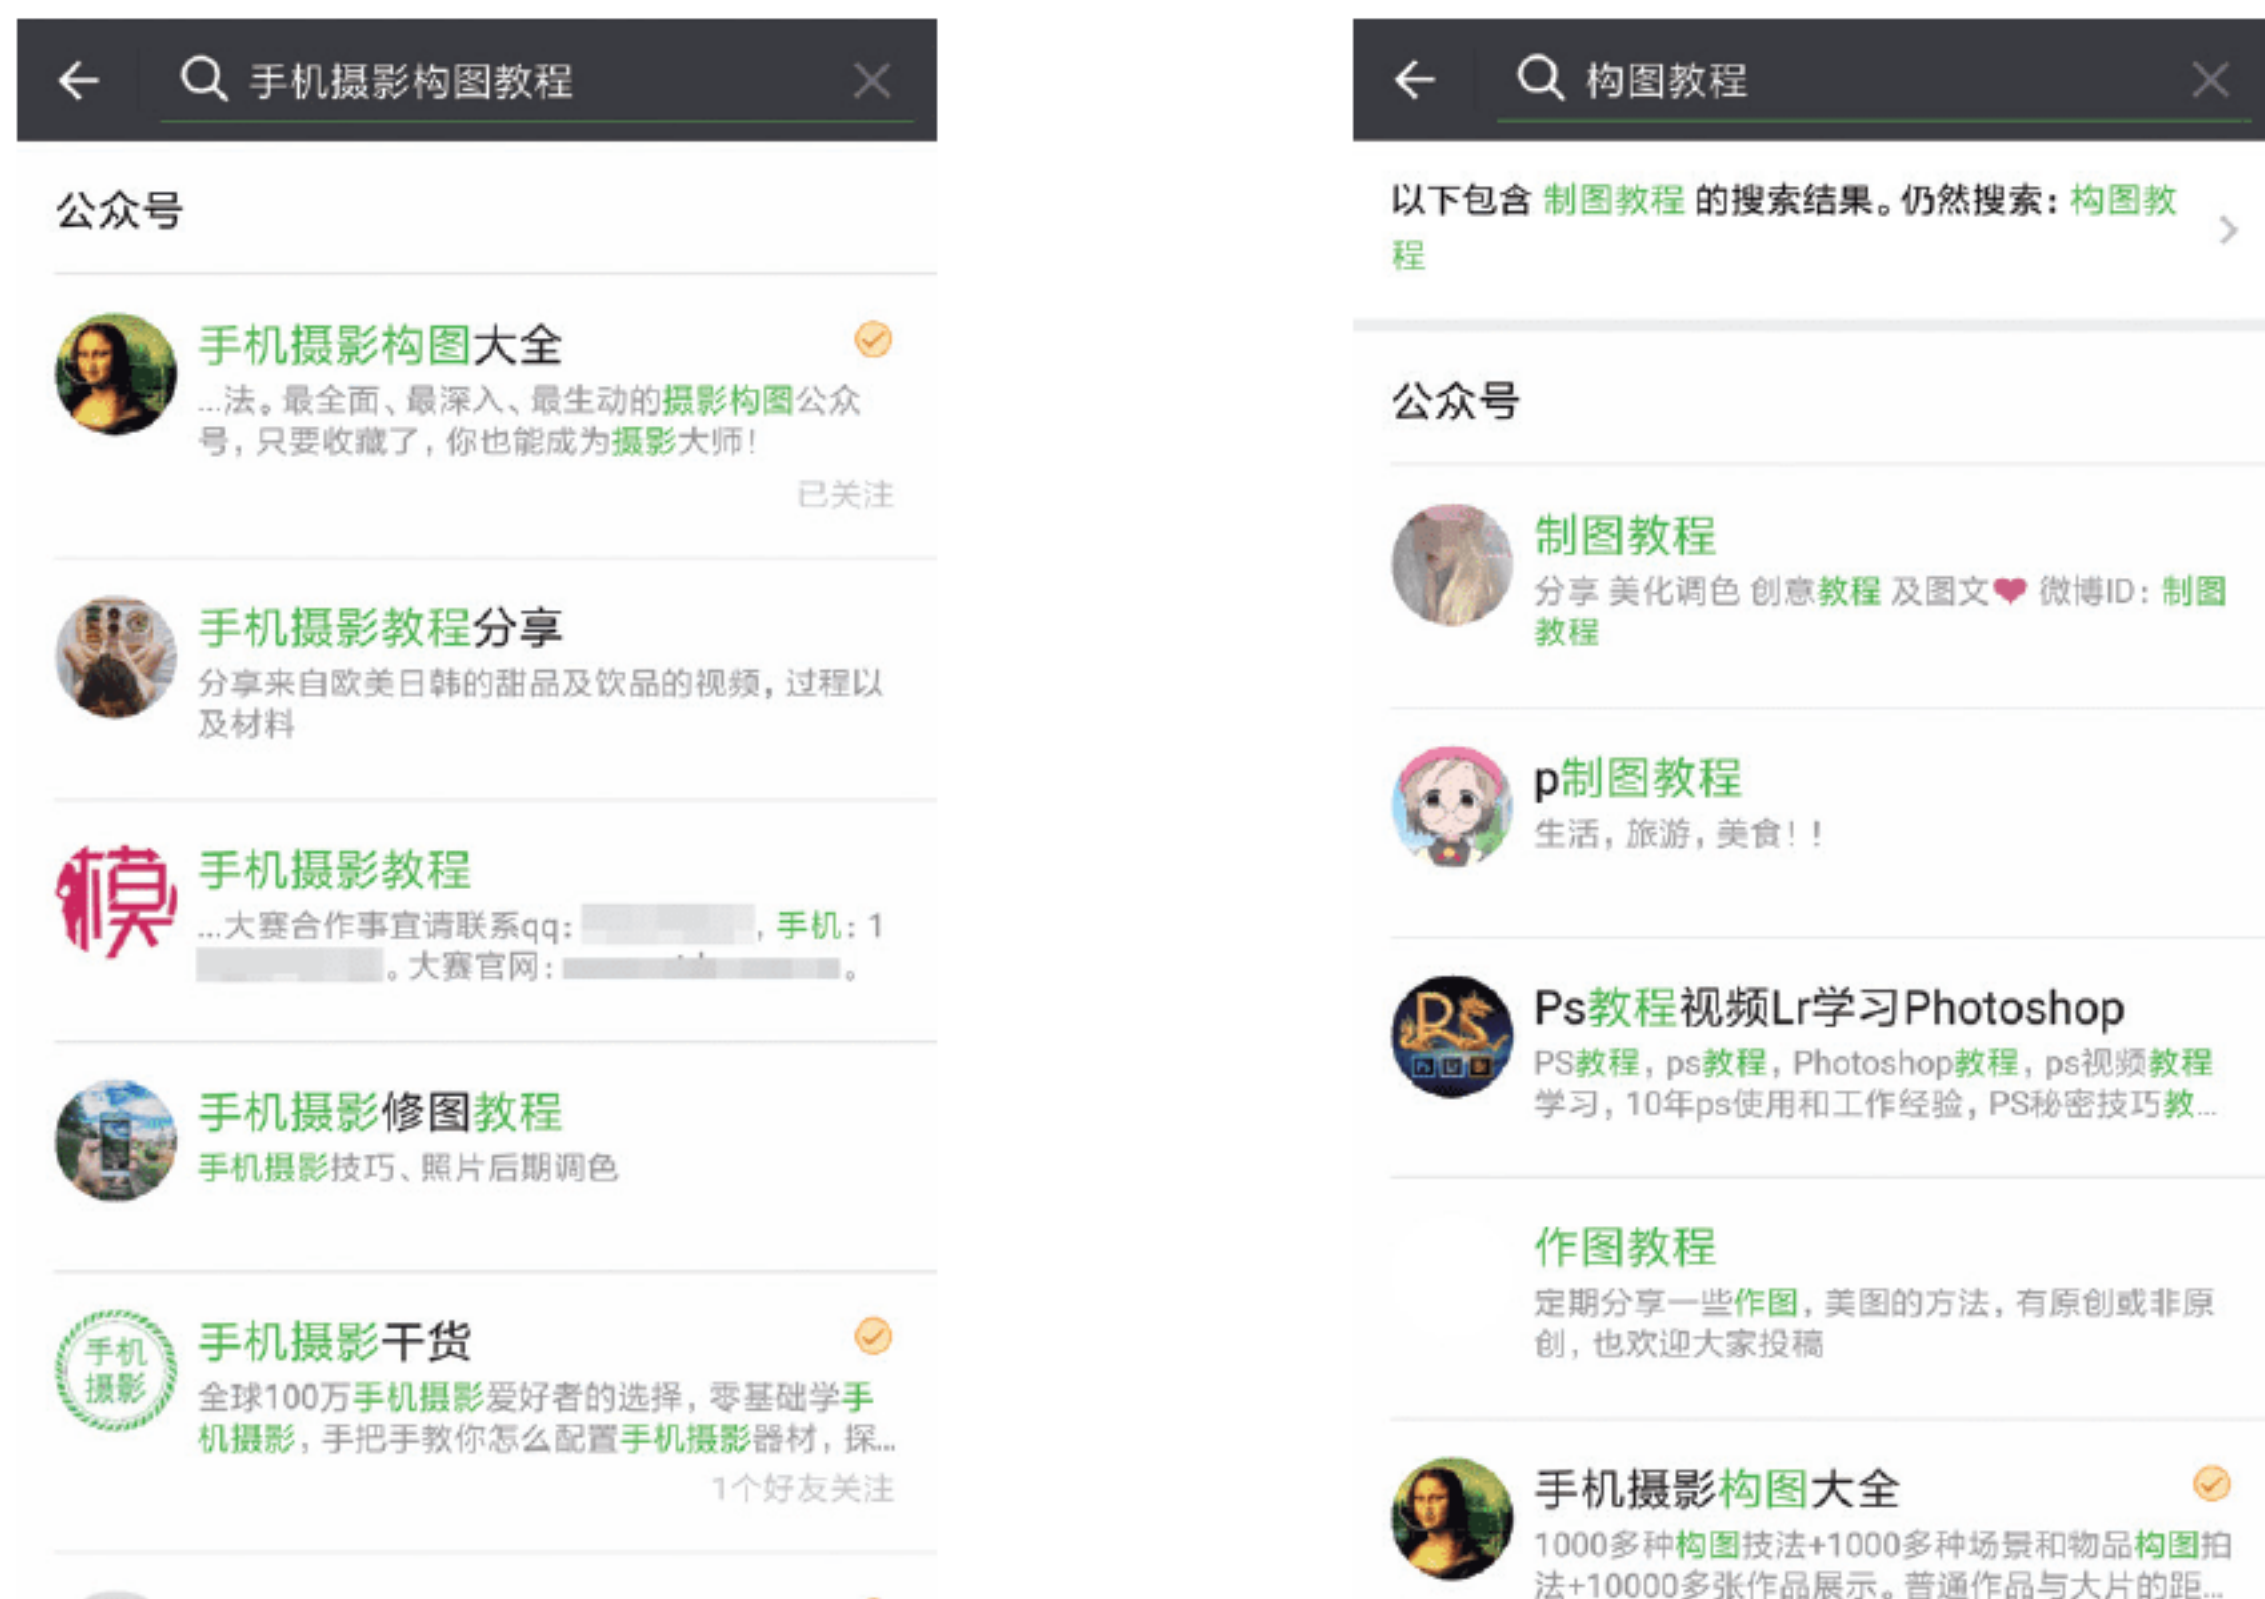 手机摄影构图教程
公众号
手机摄影构图大全
...法。最全面、最深入、最生动的摄影构图公众
号，只要收藏了，你也能成为摄影大师！
已关注
手机摄影教程分享
分享来自欧美日韩的甜品及饮品的视频，过程以
及材料
模
手机摄影教程
...大赛合作事宜请联系qq： ，手机：1
。大赛官网： 。
手机摄影修图教程
手机摄影技巧、照片后期调色
手机
摄影
手机摄影干货
全球100万手机摄影爱好者的选择，零基础学手
机摄影，手把手教你怎么配置手机摄影器材，探...
1个好友关注
构图教程
以下包含 制图教程 的搜索结果。仍然搜索：构图教
程
公众号
制图教程
分享 美化调色 创意教程 及图文❤ 微博ID：制图
教程
p制图教程
生活，旅游，美食！！
Ps教程视频Lr学习Photoshop
PS教程，ps教程，Photoshop教程，ps视频教程
学习，10年ps使用和工作经验，PS秘密技巧教...
作图教程
定期分享一些作图，美图的方法，有原创或非原
创，也欢迎大家投稿
手机摄影构图大全
1000多种构图技法+1000多种场景和物品构图拍
法+10000多张作品展示。普通作品与大片的距...